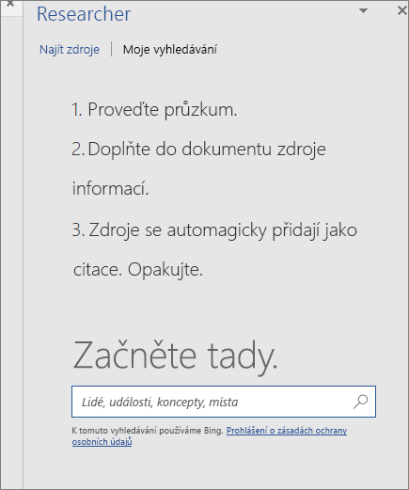 Researcher
Najít zdroje | Moje vyhledávání
1. Proveďte průzkum.
2. Doplňte do dokumentu zdroje
informací.
3. Zdroje se automagicky přidají jako
citace. Opakujte.
Začněte tady.
Lidé, události, koncepty, místa
K tomuto vyhledávání používáme Bing. Prohlášení o zásadách ochrany
osobních údajů